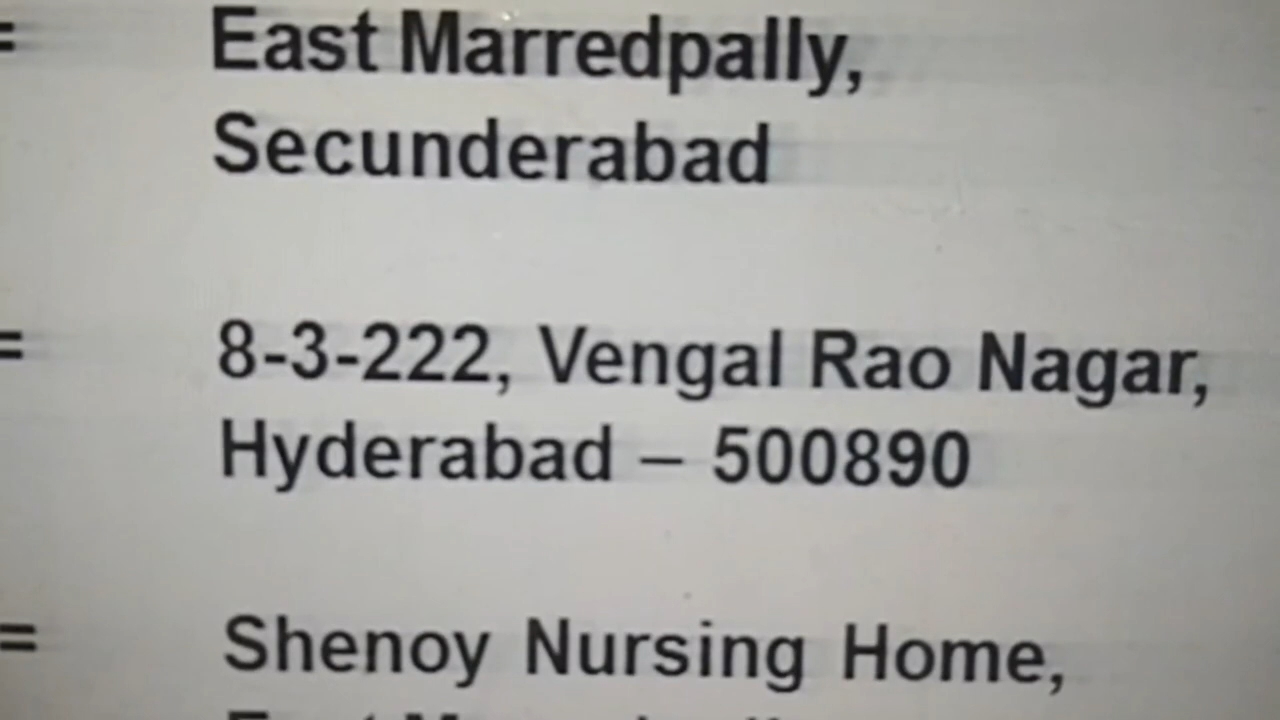 = East Marredpally,
Secunderabad
= 8-3-222, Vengal Rao Nagar,
Hyderabad – 500890
= Shenoy Nursing Home,